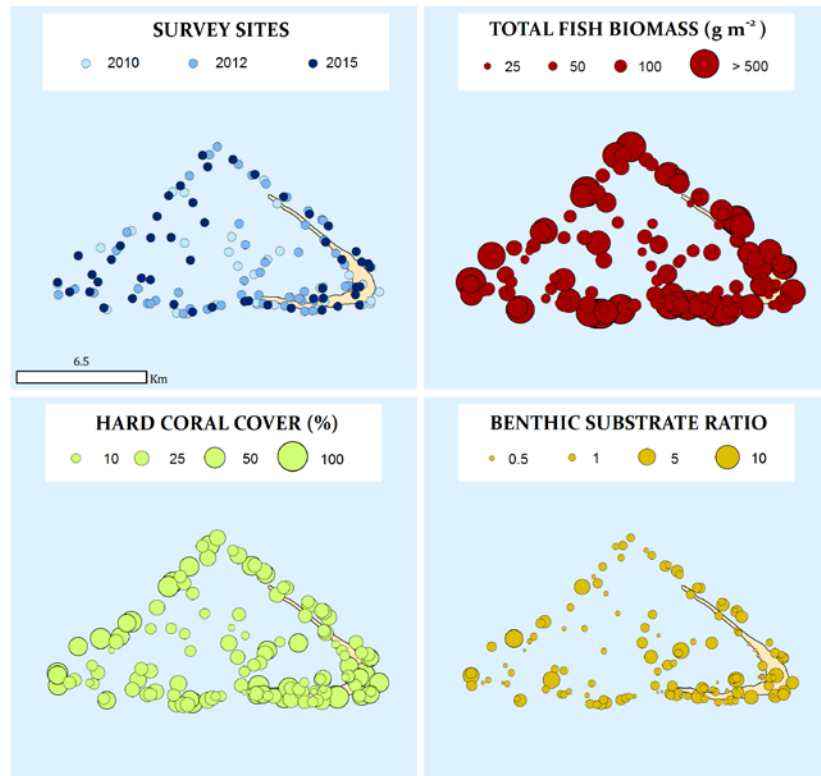 SURVEY SITES
2010 2012 2015
6.5
Km
TOTAL FISH BIOMASS (g m⁻²)
25 50 100 > 500
HARD CORAL COVER (%)
10 25 50 100
BENTHIC SUBSTRATE RATIO
0.5 1 5 10